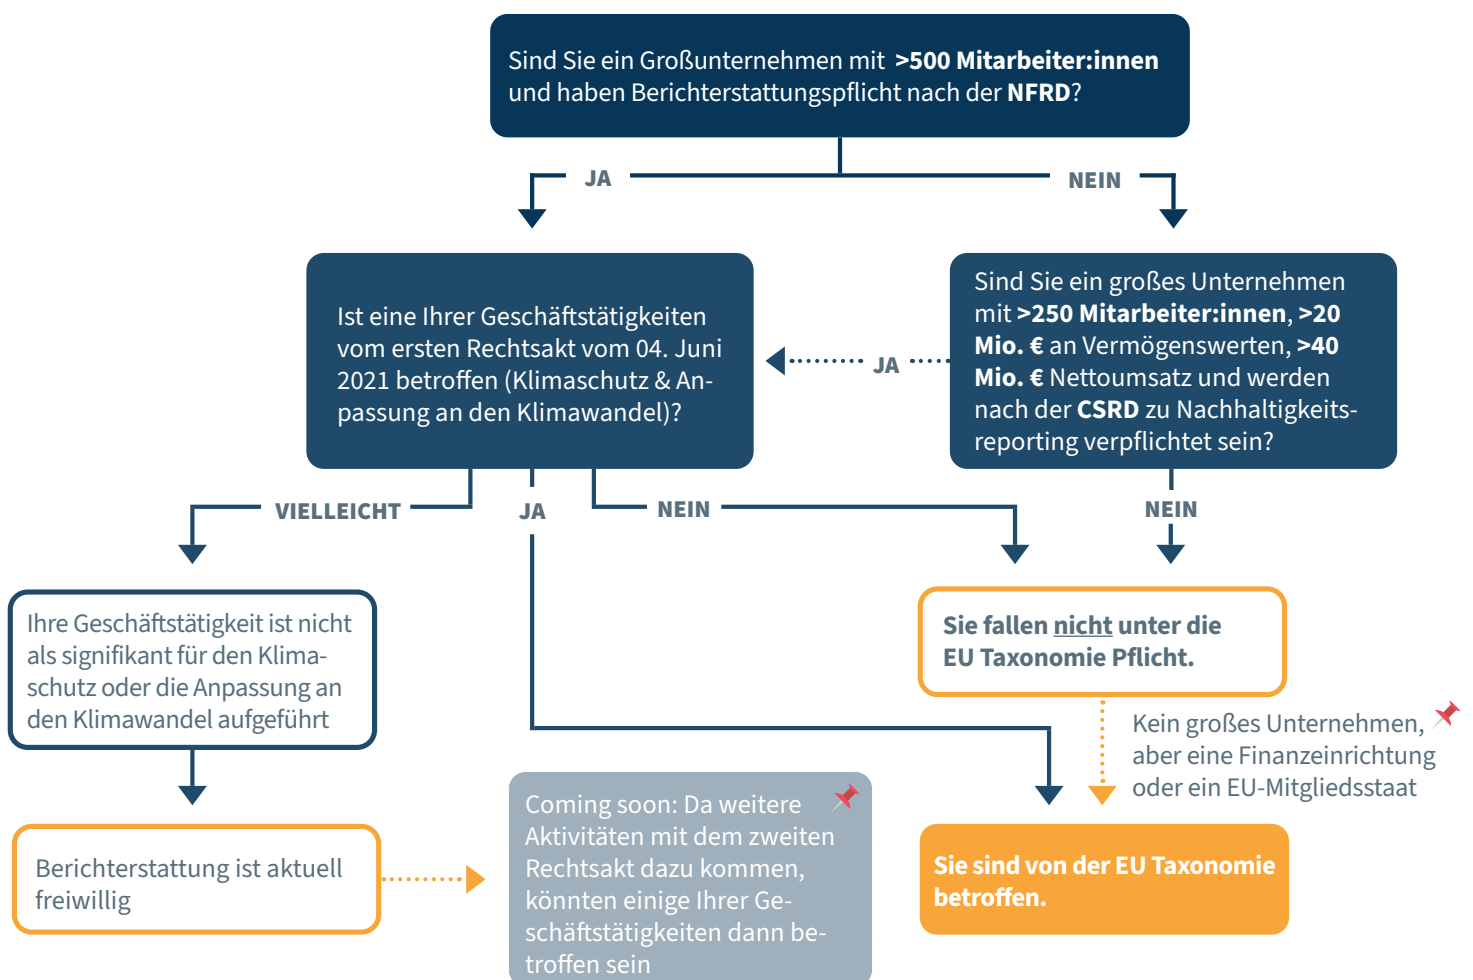 Sind Sie ein Großunternehmen mit >500 Mitarbeiter:innen
und haben Berichterstattungspflicht nach der NFRD?
JA
NEIN
Ist eine Ihrer Geschäftstätigkeiten
vom ersten Rechtsakt vom 04. Juni
2021 betroffen (Klimaschutz & An-
passung an den Klimawandel)?
JA
Sind Sie ein großes Unternehmen
mit >250 Mitarbeiter:innen, >20
Mio. € an Vermögenswerten, >40
Mio. € Nettoumsatz und werden
nach der CSRD zu Nachhaltigkeits-
reporting verpflichtet sein?
VIELLEICHT
JA
NEIN
NEIN
Ihre Geschäftstätigkeit ist nicht
als signifikant für den Klima-
schutz oder die Anpassung an
den Klimawandel aufgeführt
Sie fallen nicht unter die
EU Taxonomie Pflicht.
Kein großes Unternehmen,
aber eine Finanzeinrichtung
oder ein EU-Mitgliedsstaat
Berichterstattung ist aktuell
freiwillig
Coming soon: Da weitere
Aktivitäten mit dem zweiten
Rechtsakt dazu kommen,
könnten einige Ihrer Ge-
schäftstätigkeiten dann be-
troffen sein
Sie sind von der EU Taxonomie
betroffen.